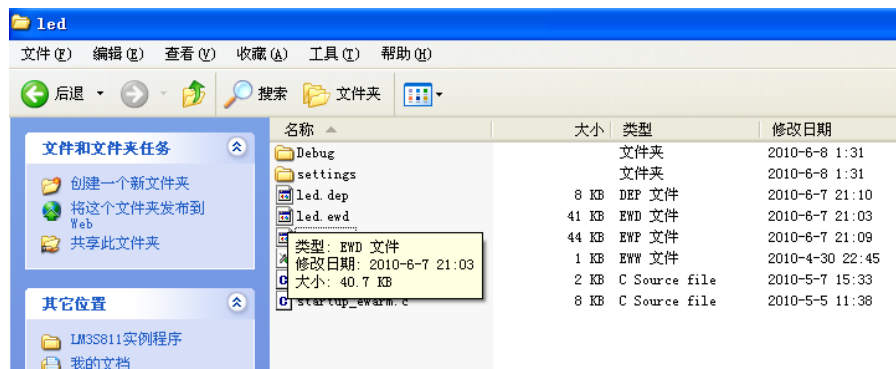 led
文件(F) 编辑(E) 查看(V) 收藏(A) 工具(T) 帮助(H)
后退 搜索 文件夹
名称 大小 类型 修改日期
文件和文件夹任务
创建一个新文件夹
将这个文件夹发布到
Web
共享此文件夹
其它位置
LM3S811实例程序
我的文档
Debug 文件夹 2010-6-8 1:31
settings 文件夹 2010-6-8 1:31
led.dep 8 KB DEP 文件 2010-6-7 21:10
led.ewd 41 KB EWD 文件 2010-6-7 21:03
44 KB EWP 文件 2010-6-7 21:09
1 KB EWW 文件 2010-4-30 22:45
2 KB C Source file 2010-5-7 15:33
startup_ewarm.c 8 KB C Source file 2010-5-5 11:38
类型: EWD 文件
修改日期: 2010-6-7 21:03
大小: 40.7 KB